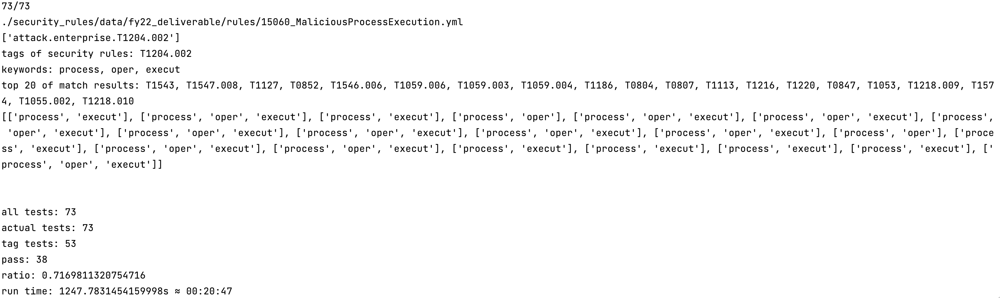 73/73
./security_rules/data/fy22_deliverable/rules/15060_MaliciousProcessExecution.yml
['attack.enterprise.T1204.002']
tags of security rules: T1204.002
keywords: process, oper, execut
top 20 of match results: T1543, T1547.008, T1127, T0852, T1546.006, T1059.006, T1059.003, T1059.004, T1186, T0804, T0807, T1113, T1216, T1220, T0847, T1053, T1218.009, T157
4, T1055.002, T1218.010
[['process', 'execut'], ['process', 'oper', 'execut'], ['process', 'execut'], ['process', 'oper'], ['process', 'oper', 'execut'], ['process', 'oper', 'execut'], ['process',
 'oper', 'execut'], ['process', 'oper', 'execut'], ['process', 'oper', 'execut'], ['process', 'oper', 'execut'], ['process', 'oper', 'execut'], ['process', 'oper'], ['proce
ss', 'execut'], ['process', 'oper', 'execut'], ['process', 'oper', 'execut'], ['process', 'execut'], ['process', 'execut'], ['process', 'execut'], ['process', 'execut'], ['
process', 'oper', 'execut']]
all tests: 73
actual tests: 73
tag tests: 53
pass: 38
ratio: 0.7169811320754716
run time: 1247.7831454159998s ≈ 00:20:47